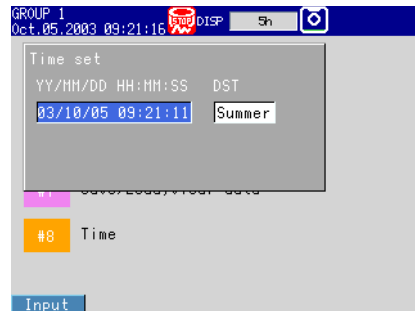 GROUP 1
Oct.05.2003 09:21:16 STOP DISP 5h
Time set
YY/MM/DD HH:MM:SS DST
03/10/05 09:21:11 Summer
#8 Time
Input